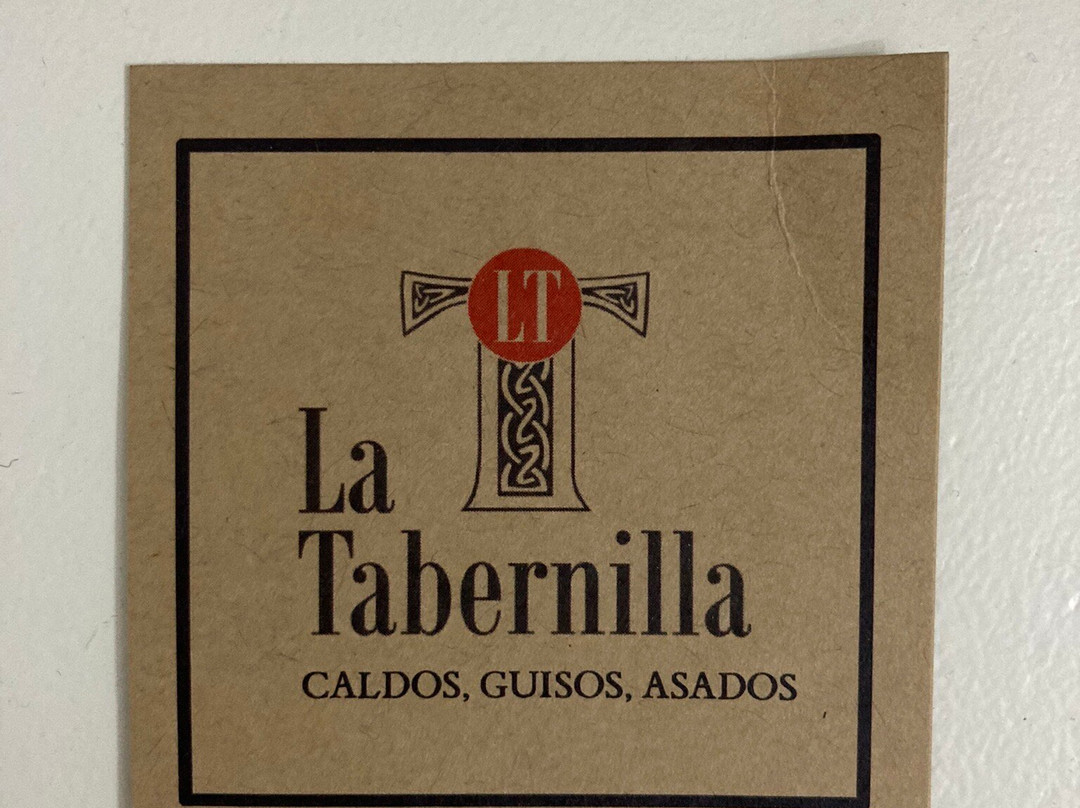 LT
La
Tabernilla
CALDOS, GUISOS, ASADOS